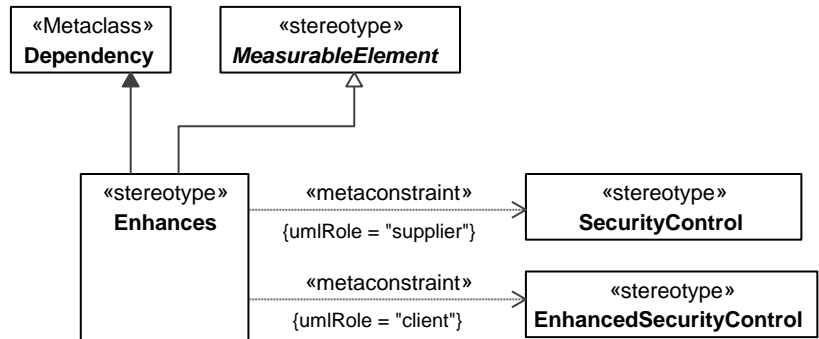 «Metaclass»
Dependency
«stereotype»
MeasurableElement
«stereotype»
Enhances
«metaconstraint»
{umlRole = "supplier"}
«stereotype»
SecurityControl
«metaconstraint»
{umlRole = "client"}
«stereotype»
EnhancedSecurityControl